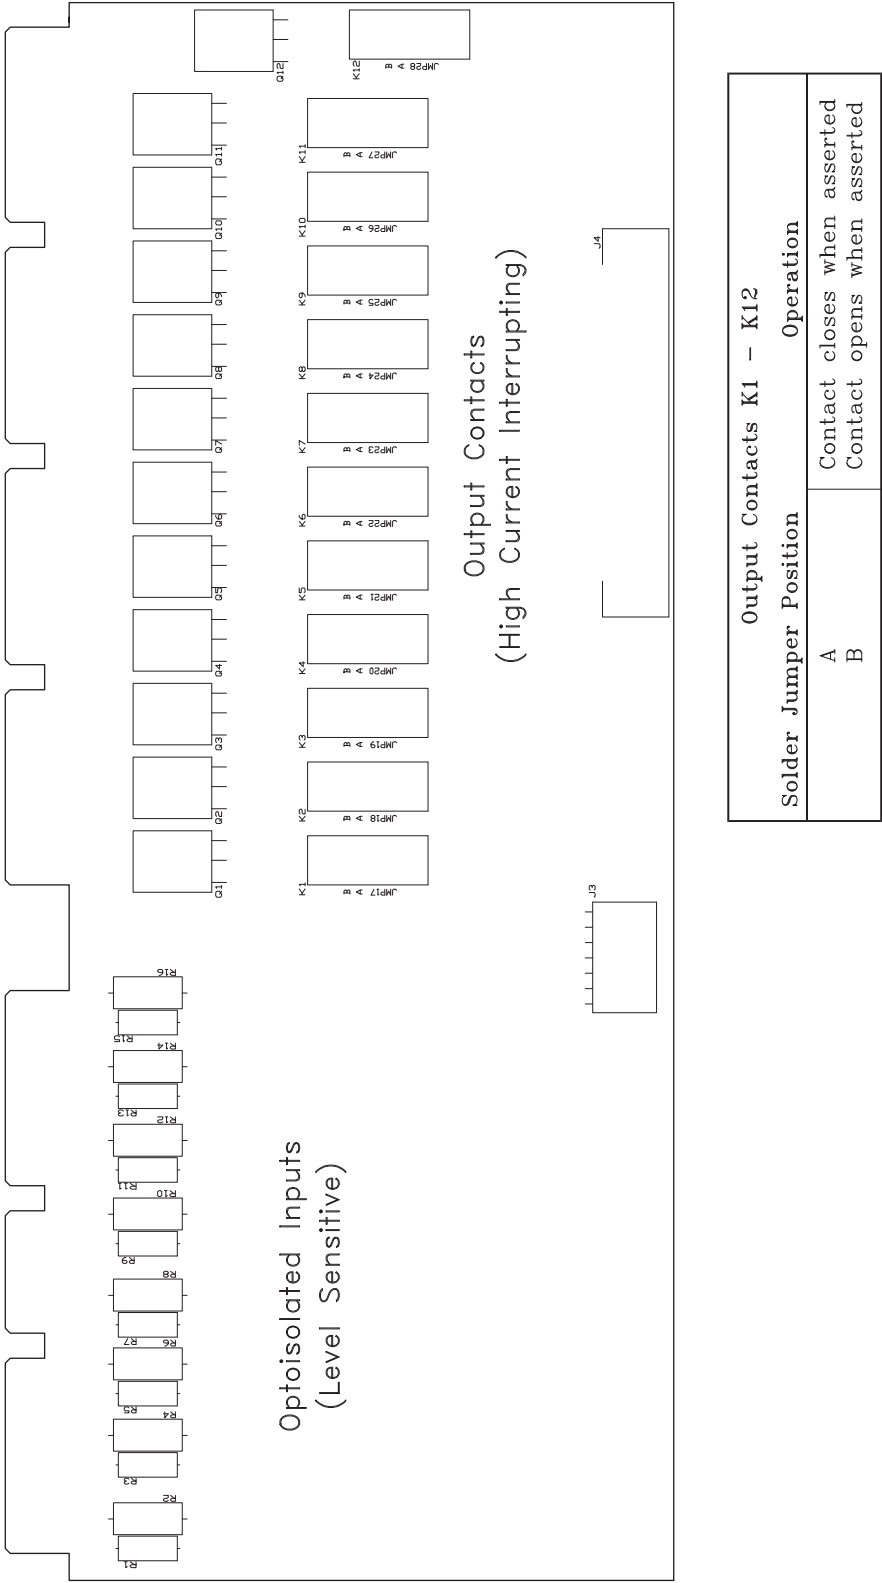 Q12
K12
B A JMP28
Q11
K11
B A JMP27
Q10
K10
B A JMP26
Q9
K9
B A JMP25
Q8
K8
B A JMP24
Q7
K7
B A JMP23
Q6
K6
B A JMP22
Q5
K5
B A JMP21
Q4
K4
B A JMP20
Q3
K3
B A JMP19
Q2
K2
B A JMP18
Q1
K1
B A JMP17
Output Contacts
(High Current Interrupting)
J4
J3
R16
R15
R14
R13
R12
R11
R10
R9
R8
R7
R6
R5
R4
R3
R2
R1
Optoisolated Inputs
(Level Sensitive)
Output Contacts K1 – K12
Solder Jumper Position Operation
A Contact closes when asserted
B Contact opens when asserted